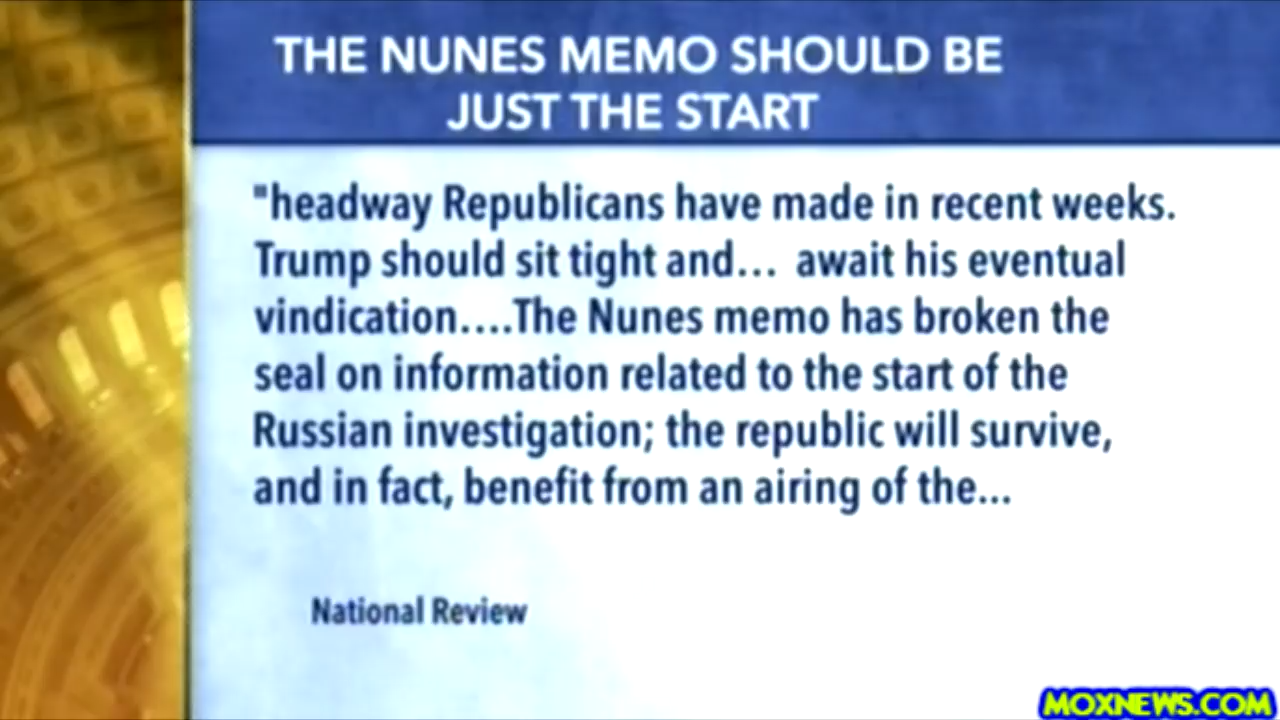 THE NUNES MEMO SHOULD BE
JUST THE START
"headway Republicans have made in recent weeks.
Trump should sit tight and... await his eventual
vindication....The Nunes memo has broken the
seal on information related to the start of the
Russian investigation; the republic will survive,
and in fact, benefit from an airing of the...
National Review
MOXNEWS.COM